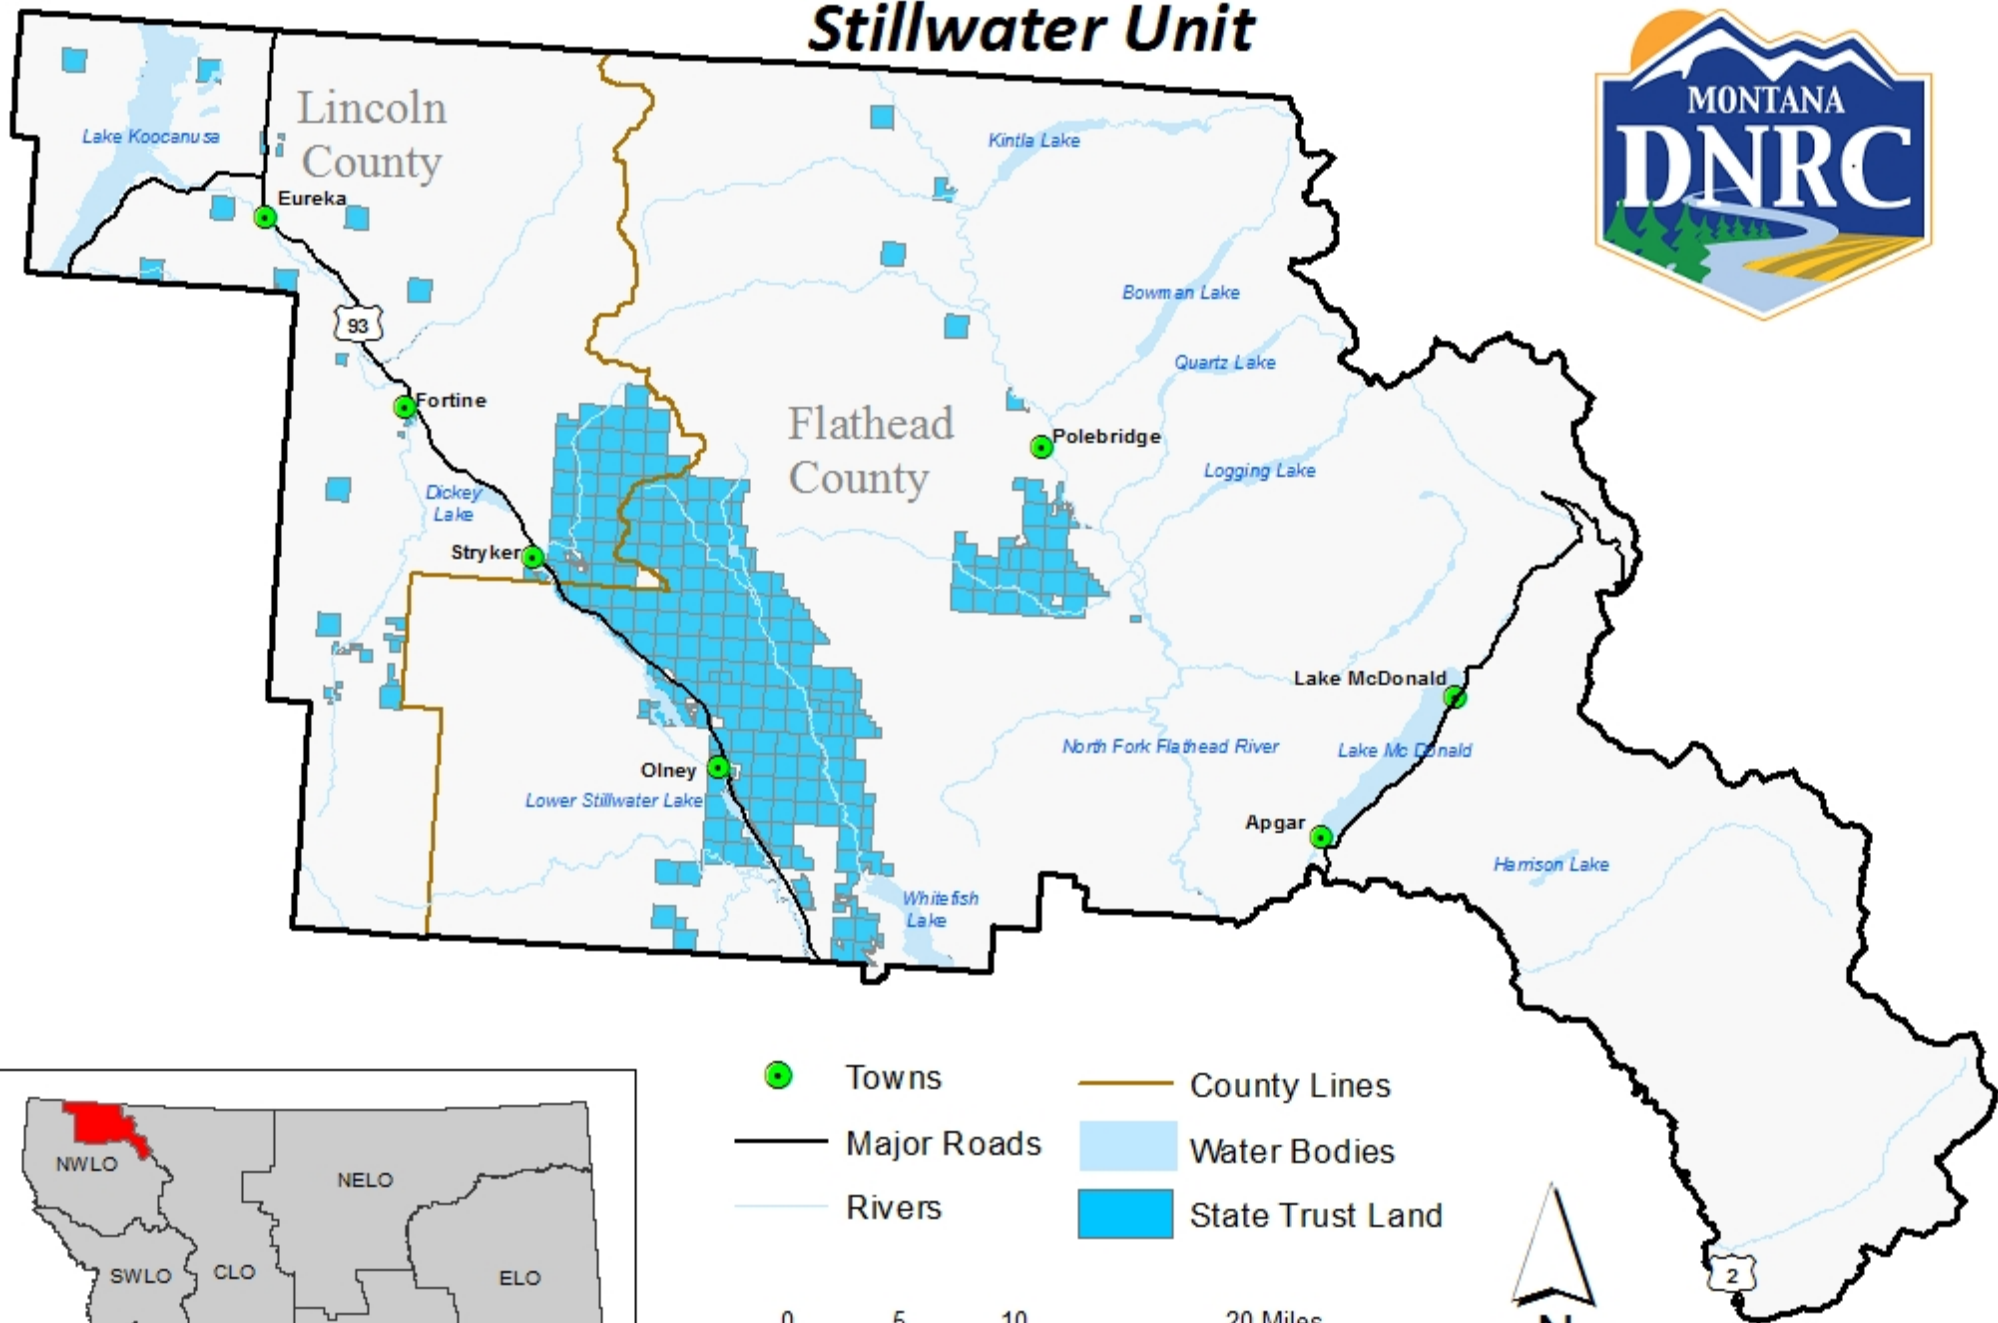 Stillwater Unit
MONTANA
DNRC
Lincoln
County
Lake Koocanusa
Eureka
93
Fortine
Dickey
Lake
Stryker
Olney
Lower Stillwater Lake
Flathead
County
Kintla Lake
Bowman Lake
Quartz Lake
Polebridge
Logging Lake
Lake McDonald
North Fork Flathead River
Lake Mc Donald
Apgar
Harrison Lake
Whitefish
Lake
2
Towns
Major Roads
Rivers
County Lines
Water Bodies
State Trust Land
0 5 10 20 Miles
N
NWLO
NELO
SWLO
CLO
ELO